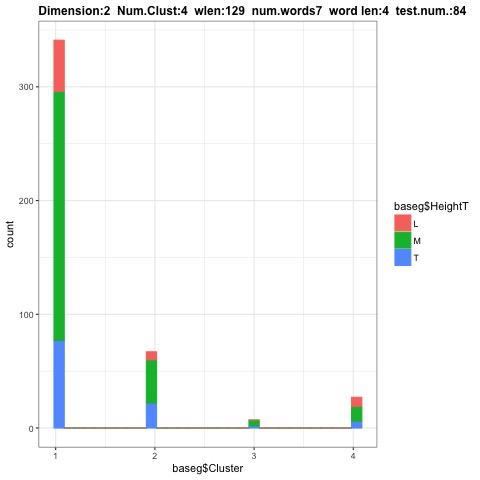 Dimension:2 Num.Clust:4 wlen:129 num.words7 word len:4 test.num.:84
300
200
100
0
count
1 2 3 4
baseg$Cluster
baseg$HeightT
L
M
T